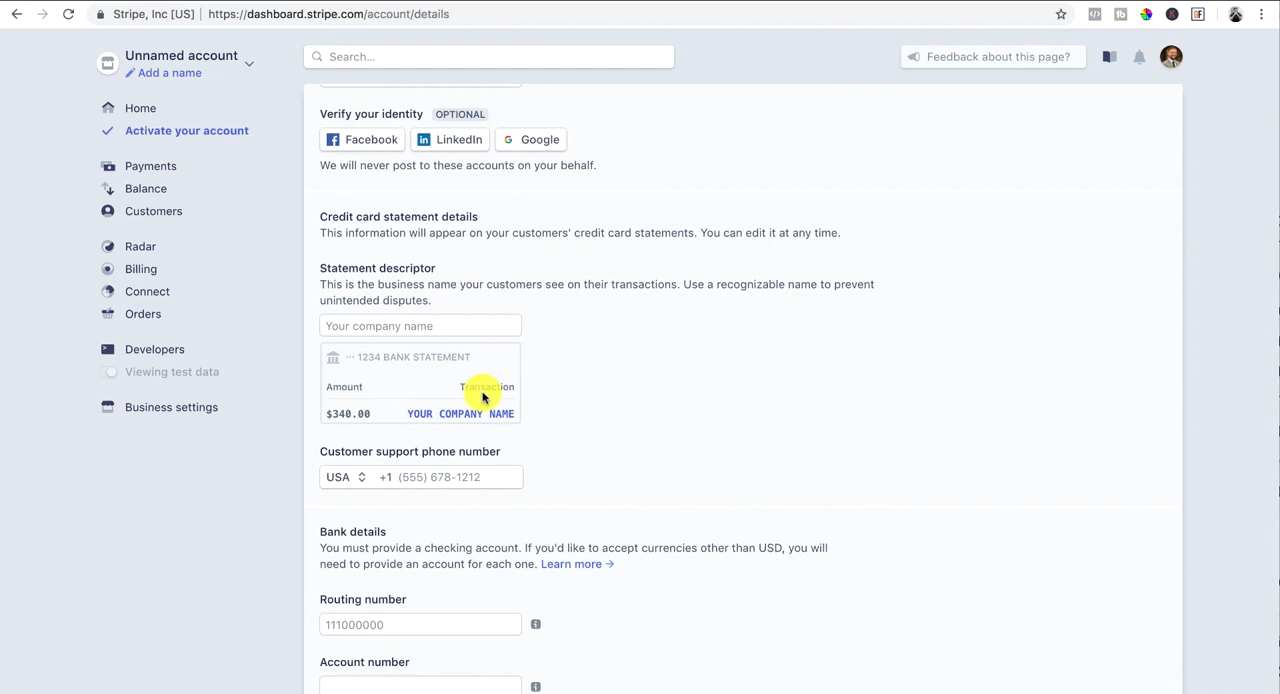 Stripe, Inc [US] | https://dashboard.stripe.com/account/details
Unnamed account
Add a name
Search...
Feedback about this page?
Home
Activate your account
Payments
Balance
Customers
Radar
Billing
Connect
Orders
Developers
Viewing test data
Business settings
Verify your identity OPTIONAL
Facebook
LinkedIn
Google
We will never post to these accounts on your behalf.
Credit card statement details
This information will appear on your customers' credit card statements. You can edit it at any time.
Statement descriptor
This is the business name your customers see on their transactions. Use a recognizable name to prevent
unintended disputes.
Your company name
··· 1234 BANK STATEMENT
Amount Transaction
$340.00 YOUR COMPANY NAME
Customer support phone number
USA +1 (555) 678-1212
Bank details
You must provide a checking account. If you'd like to accept currencies other than USD, you will
need to provide an account for each one. Learn more →
Routing number
111000000
Account number